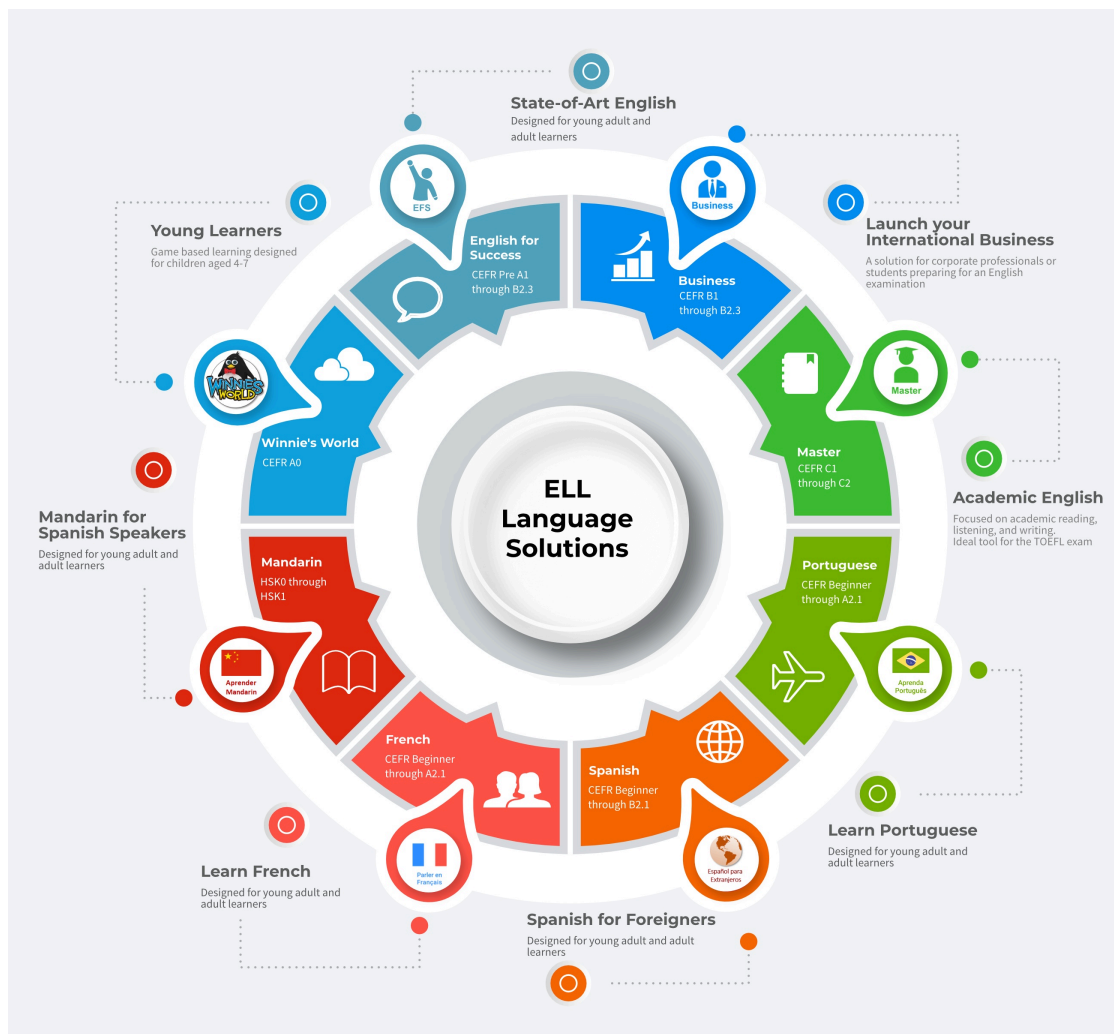 State-of-Art English
Designed for young adult and
adult learners
EFS
English for
Success
CEFR Pre A1
through B2.3
Business
Business
CEFR B1
through B2.3
Launch your
International Business
A solution for corporate professionals or
students preparing for an English
examination
Young Learners
Game based learning designed
for children aged 4-7
WINNIES
WORLD
Winnie's World
CEFR A0
Master
Master
CEFR C1
through C2
Academic English
Focused on academic reading,
listening, and writing.
Ideal tool for the TOEFL exam
ELL
Language
Solutions
Mandarin for
Spanish Speakers
Designed for young adult and
adult learners
Mandarin
HSK0 through
HSK1
Aprender
Mandarín
Portuguese
CEFR Beginner
through A2.1
Aprenda
Português
Learn Portuguese
Designed for young adult and
adult learners
French
CEFR Beginner
through A2.1
Parler en
Français
Learn French
Designed for young adult and
adult learners
Spanish
CEFR Beginner
through B2.1
Español para
Extranjeros
Spanish for Foreigners
Designed for young adult and adult
learners